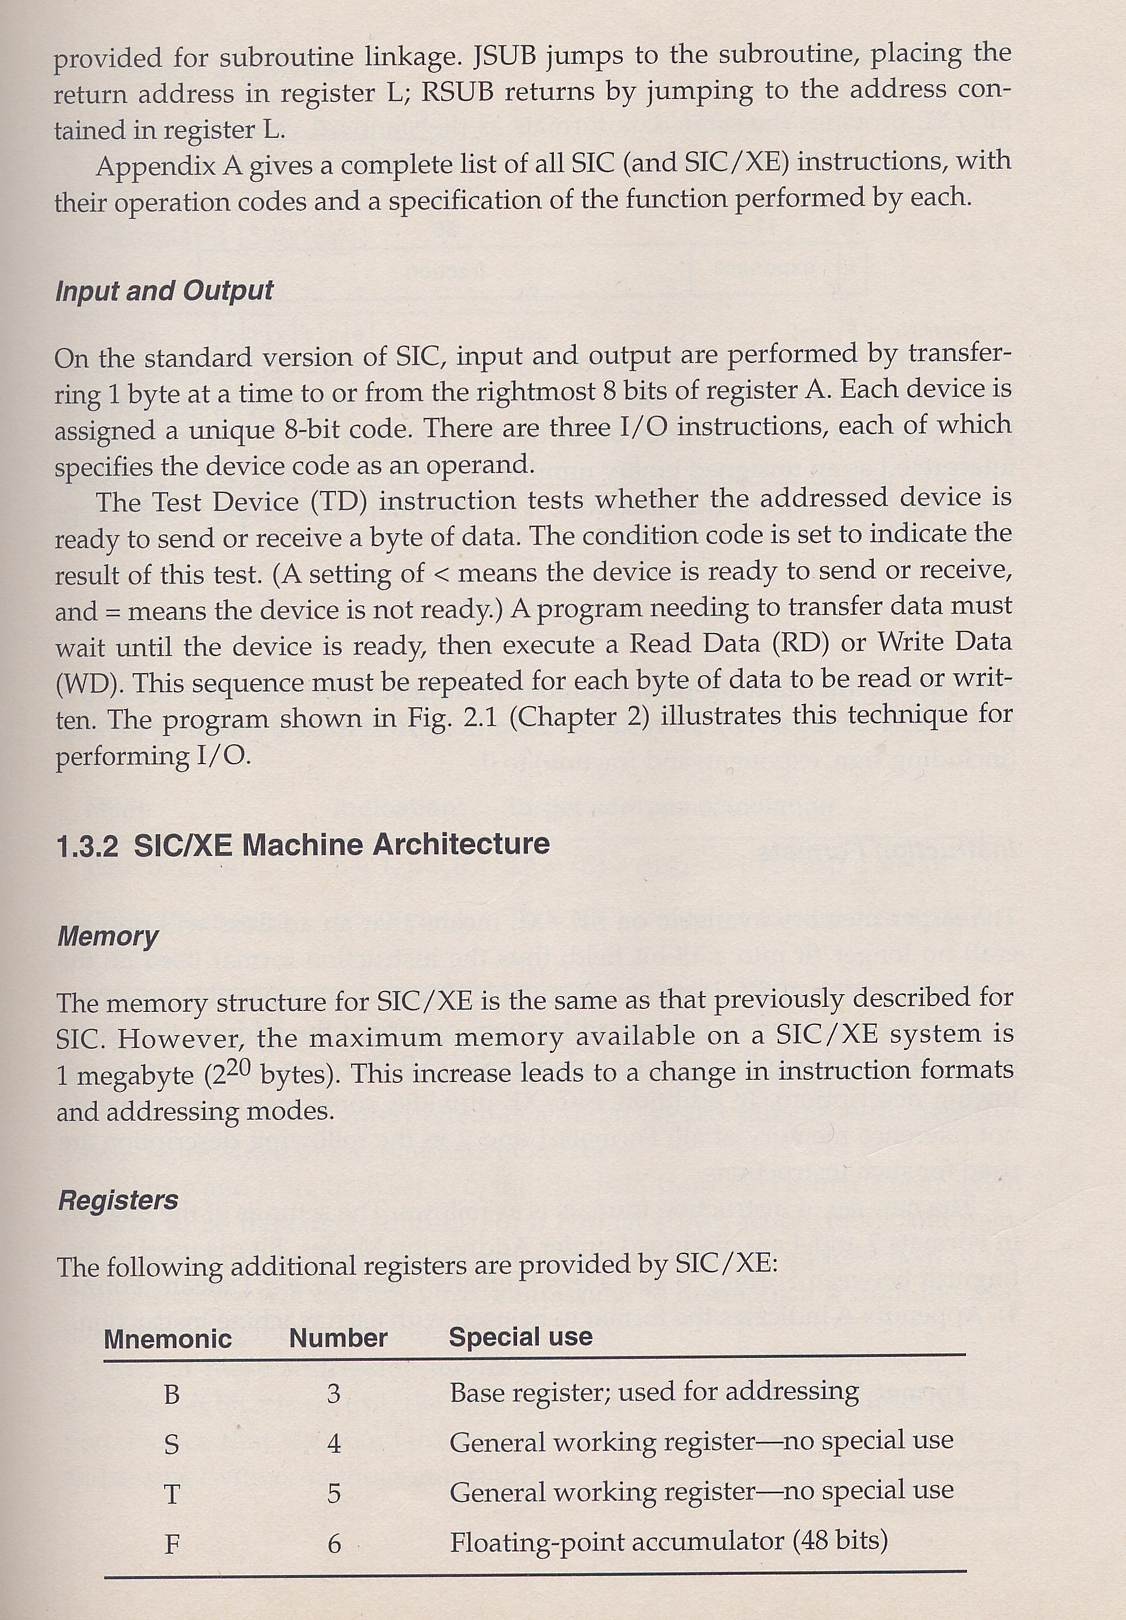 provided for subroutine linkage. JSUB jumps to the subroutine, placing the
return address in register L; RSUB returns by jumping to the address con-
tained in register L.
Appendix A gives a complete list of all SIC (and SIC/XE) instructions, with
their operation codes and a specification of the function performed by each.
Input and Output
On the standard version of SIC, input and output are performed by transfer-
ring 1 byte at a time to or from the rightmost 8 bits of register A. Each device is
assigned a unique 8-bit code. There are three I/O instructions, each of which
specifies the device code as an operand.
The Test Device (TD) instruction tests whether the addressed device is
ready to send or receive a byte of data. The condition code is set to indicate the
result of this test. (A setting of < means the device is ready to send or receive,
and = means the device is not ready.) A program needing to transfer data must
wait until the device is ready, then execute a Read Data (RD) or Write Data
(WD). This sequence must be repeated for each byte of data to be read or writ-
ten. The program shown in Fig. 2.1 (Chapter 2) illustrates this technique for
performing I/O.
1.3.2 SIC/XE Machine Architecture
Memory
The memory structure for SIC/XE is the same as that previously described for
SIC. However, the maximum memory available on a SIC/XE system is
1 megabyte (2²⁰ bytes). This increase leads to a change in instruction formats
and addressing modes.
Registers
The following additional registers are provided by SIC/XE:
Mnemonic Number Special use
B 3 Base register; used for addressing
S 4 General working register—no special use
T 5 General working register—no special use
F 6 Floating-point accumulator (48 bits)